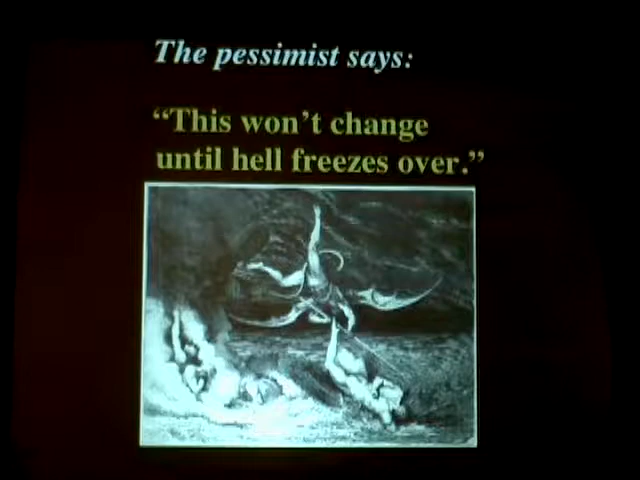 The pessimist says:
“This won’t change
until hell freezes over.”